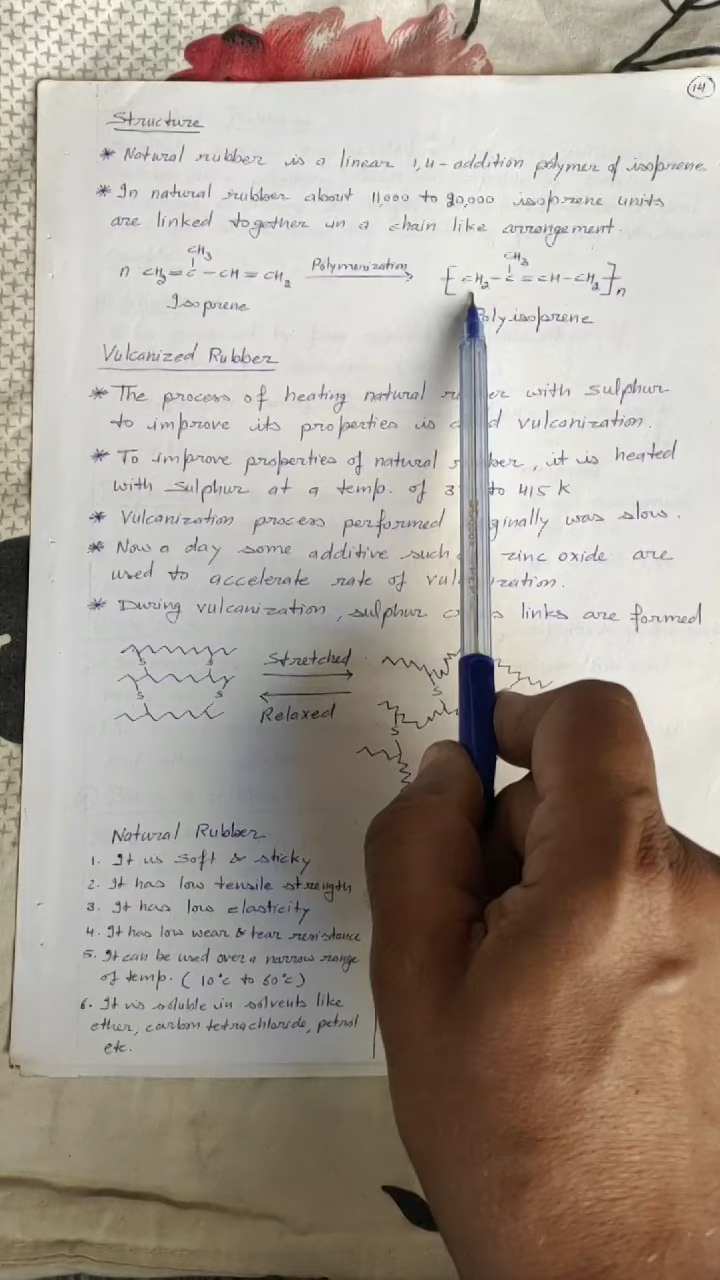 14
Structure
* Natural rubber is a linear 1,4-addition polymer of isoprene
* In natural rubber about 11,000 to 20,000 isoprene units
are linked together in a chain like arrangement.
CH3 CH3
n CH2=C-CH=CH2 Polymerization [CH2-C=CH-CH2]n
Isoprene Polyisoprene
Vulcanized Rubber
* The process of heating natural with sulphur
to improve its properties is vulcanization.
* To improve properties of natural , it is heated
with sulphur at a temp. of 3 to 415 K
* Vulcanization process performed was slow.
* Now a day some additive such zinc oxide are
used to accelerate rate of
* During vulcanization, sulphur links are formed
S S Stretched
S S Relaxed S
S
Natural Rubber
1. It is soft & sticky
2. It has low tensile strength
3. It has low elasticity
4. It has low wear & tear resistance
5. It can be used over a narrow range
of temp. (10°c to 60°c)
6. It is soluble in solvents like
ether, carbon tetrachloride, petrol
etc.